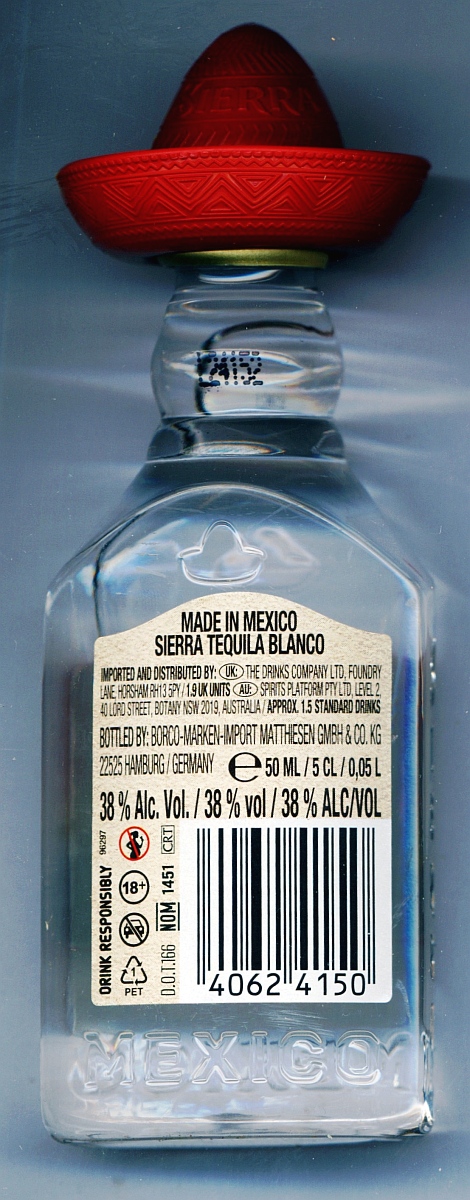 SIERRA
MADE IN MEXICO
SIERRA TEQUILA BLANCO
IMPORTED AND DISTRIBUTED BY: UK: THE DRINKS COMPANY LTD, FOUNDRY
LANE, HORSHAM RH13 5PY / 1.9 UK UNITS AU: SPIRITS PLATFORM PTY LTD, LEVEL 2,
40 LORD STREET, BOTANY NSW 2019, AUSTRALIA / APPROX. 1.5 STANDARD DRINKS
BOTTLED BY: BORCO-MARKEN-IMPORT MATTHIESEN GMBH & CO. KG
22525 HAMBURG / GERMANY e 50 ML / 5 CL / 0,05 L
38 % Alc. Vol. / 38 % vol / 38 % ALC/VOL
96297
DRINK RESPONSIBLY
18+
1
PET
D.O.T.166
NOM 1451 CRT
4062 4150
MEXICO